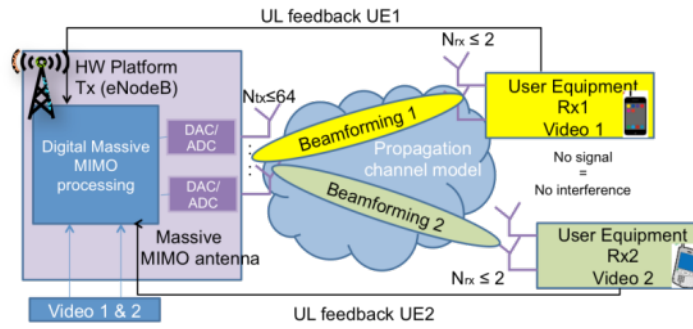 UL feedback UE1
HW Platform
Tx (eNodeB)
Nrx ≤ 2
Ntx≤64
User Equipment
Rx1
Video 1
DAC/
ADC
Beamforming 1
Digital Massive
MIMO
processing
Propagation
channel model
No signal
=
No interference
DAC/
ADC
Beamforming 2
Massive
MIMO antenna
User Equipment
Rx2
Video 2
Nrx ≤ 2
Video 1 & 2
UL feedback UE2